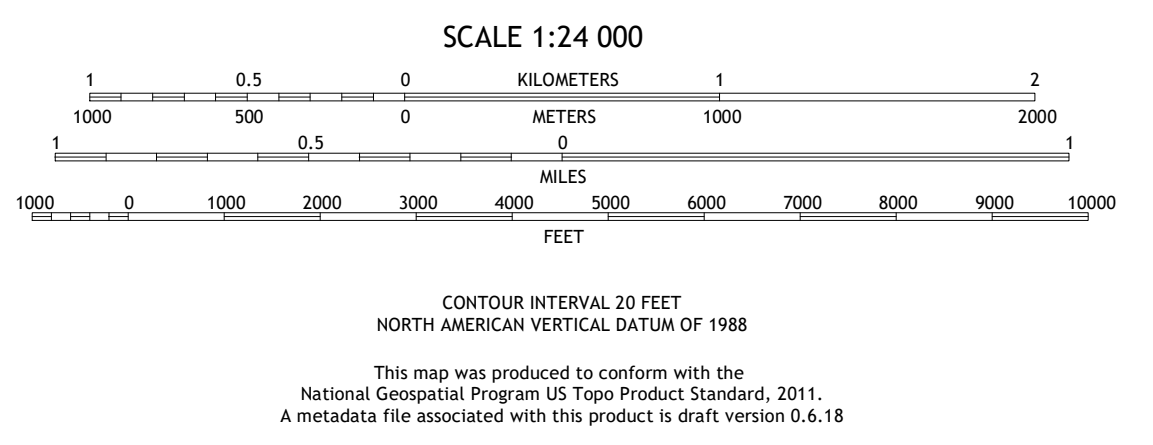 SCALE 1:24 000
1 0.5 0 KILOMETERS 1 2
1000 500 0 METERS 1000 2000
1 0.5 0 1
MILES
1000 0 1000 2000 3000 4000 5000 6000 7000 8000 9000 10000
FEET
CONTOUR INTERVAL 20 FEET
NORTH AMERICAN VERTICAL DATUM OF 1988
This map was produced to conform with the
National Geospatial Program US Topo Product Standard, 2011.
A metadata file associated with this product is draft version 0.6.18